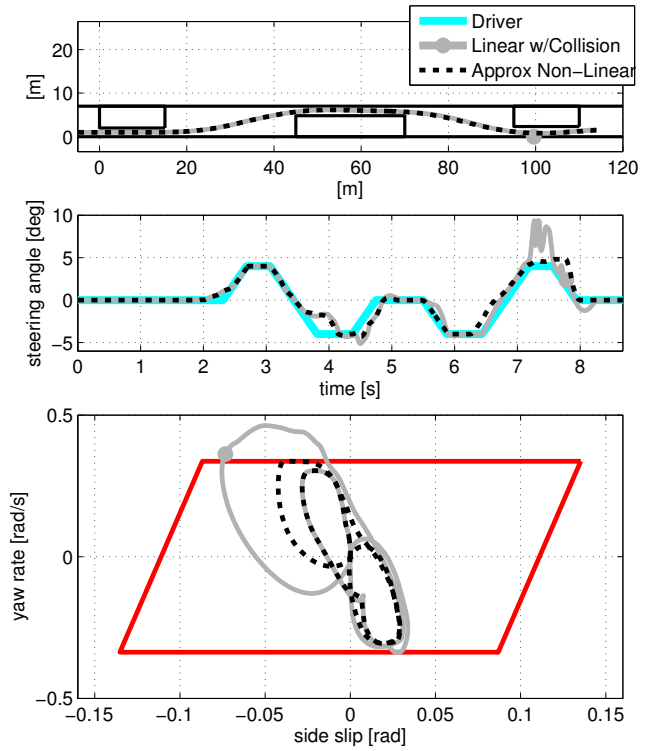 Driver
Linear w/Collision
Approx Non−Linear
[m]
20
10
0
0 20 40 60 80 100 120
[m]
steering angle [deg]
10
5
0
−5
0 1 2 3 4 5 6 7 8
time [s]
yaw rate [rad/s]
0.5
0
−0.5
−0.15 −0.1 −0.05 0 0.05 0.1 0.15
side slip [rad]